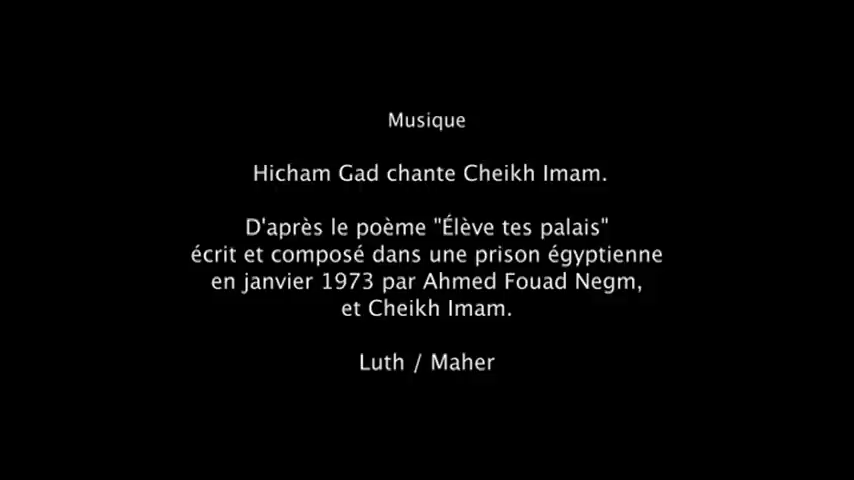 Musique
Hicham Gad chante Cheikh Imam.
D'après le poème "Élève tes palais"
écrit et composé dans une prison égyptienne
en janvier 1973 par Ahmed Fouad Negm,
et Cheikh Imam.
Luth / Maher